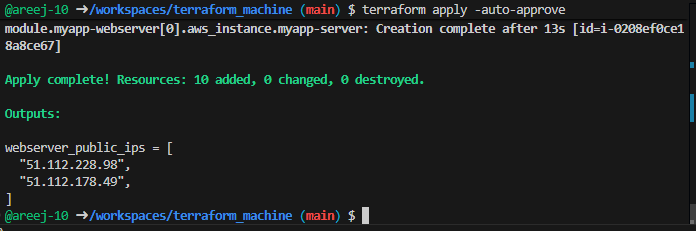 @areej-10 ➜/workspaces/terraform_machine (main) $ terraform apply -auto-approve
module.myapp-webserver[0].aws_instance.myapp-server: Creation complete after 13s [id=i-0208ef0ce1
8a8ce67]
Apply complete! Resources: 10 added, 0 changed, 0 destroyed.
Outputs:
webserver_public_ips = [
  "51.112.228.98",
  "51.112.178.49",
]
@areej-10 ➜/workspaces/terraform_machine (main) $